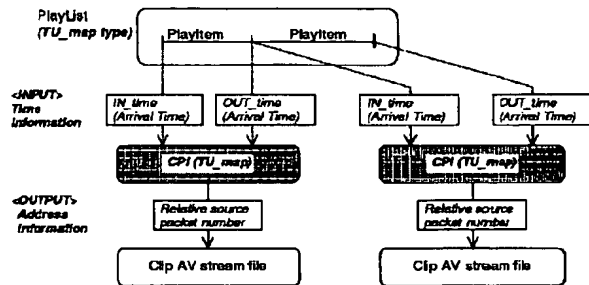 PlayList
(TU_map type)
PlayItem
PlayItem
<INPUT>
Time
Information
IN_time
(Arrival Time)
OUT_time
(Arrival Time)
IN_time
(Arrival Time)
OUT_time
(Arrival Time)
CPI (TU_map)
CPI (TU_map)
<OUTPUT>
Address
Information
Relative source
packet number
Relative source
packet number
Clip AV stream file
Clip AV stream file